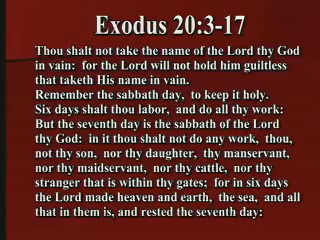 Exodus 20:3-17
Thou shalt not take the name of the Lord thy God
in vain: for the Lord will not hold him guiltless
that taketh His name in vain.
Remember the sabbath day, to keep it holy.
Six days shalt thou labor, and do all thy work:
But the seventh day is the sabbath of the Lord
thy God: in it thou shalt not do any work, thou,
not thy son, nor thy daughter, thy manservant,
nor thy maidservant, nor thy cattle, nor thy
stranger that is within thy gates; for in six days
the Lord made heaven and earth, the sea, and all
that in them is, and rested the seventh day: